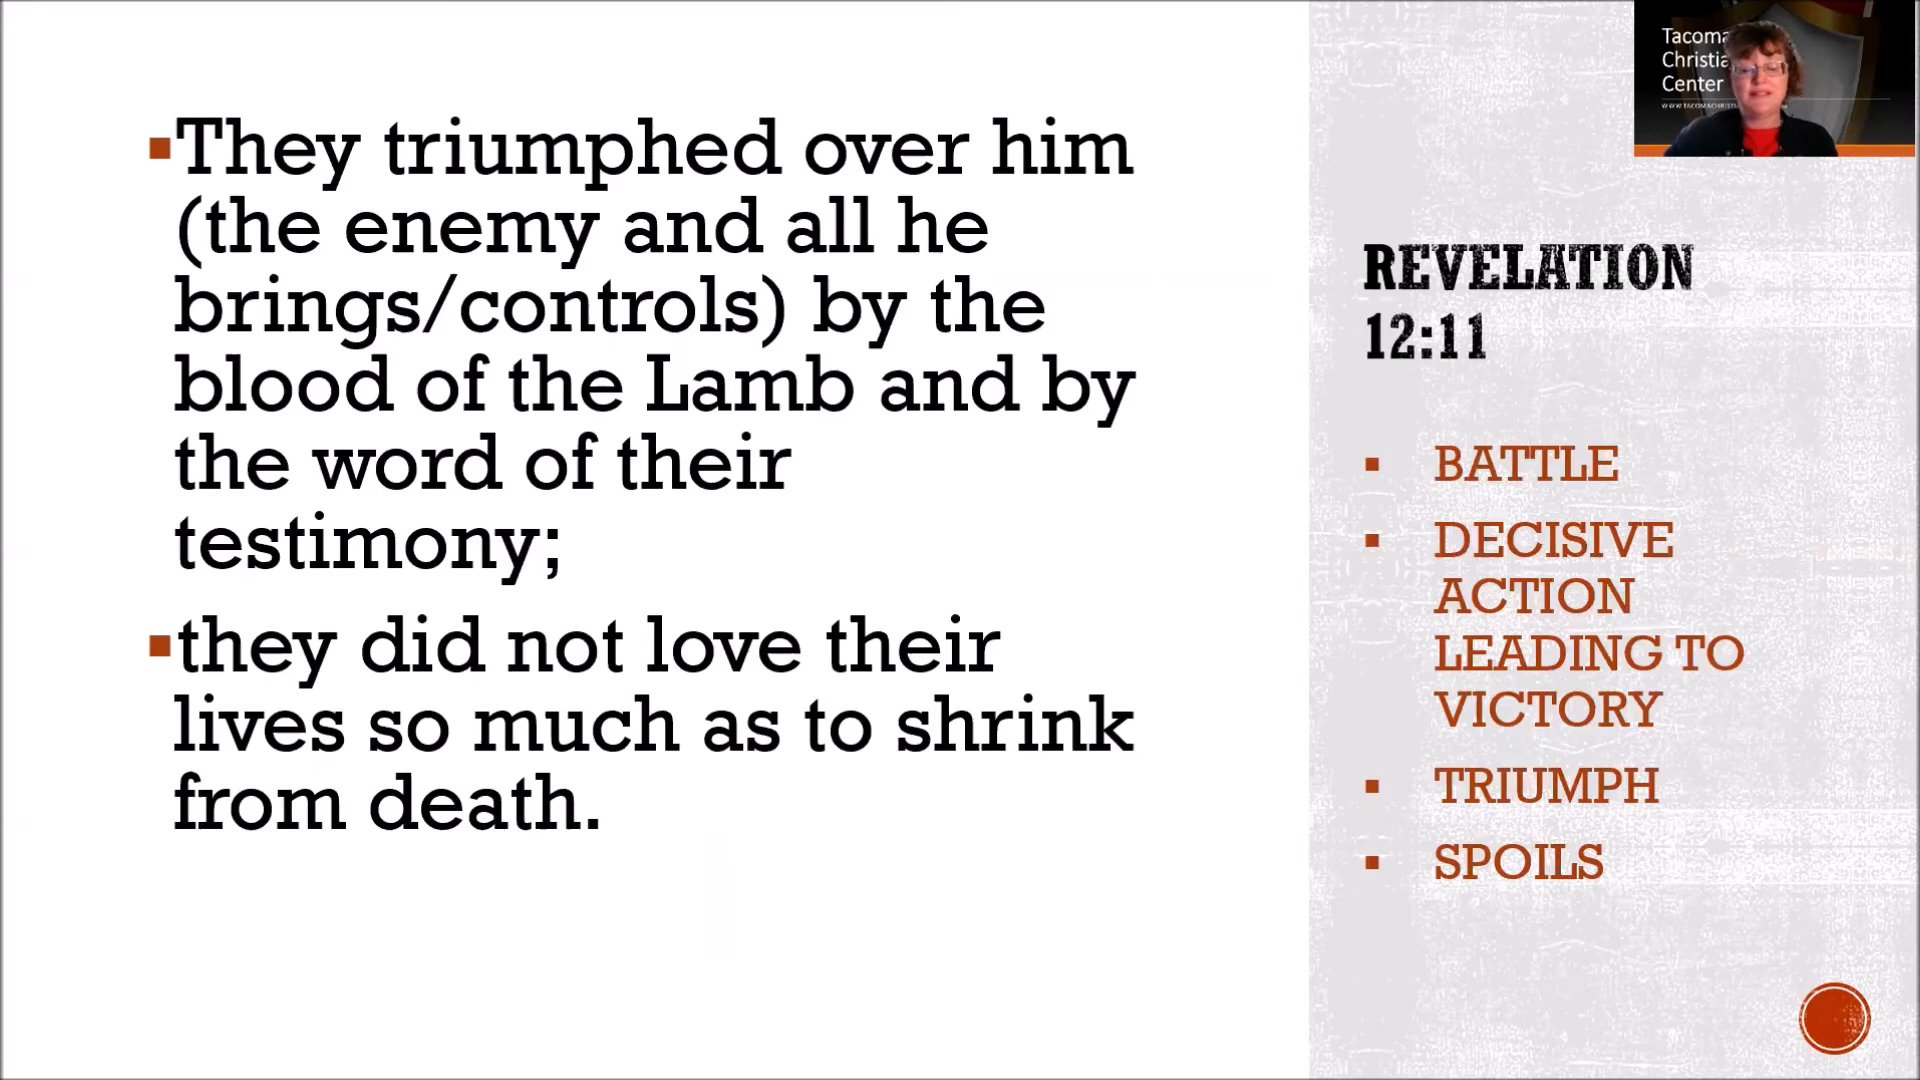 ▪They triumphed over him
(the enemy and all he
brings/controls) by the
blood of the Lamb and by
the word of their
testimony;
▪they did not love their
lives so much as to shrink
from death.
Tacoma
Christia
Center
REVELATION
12:11
▪ BATTLE
▪ DECISIVE
ACTION
LEADING TO
VICTORY
▪ TRIUMPH
▪ SPOILS